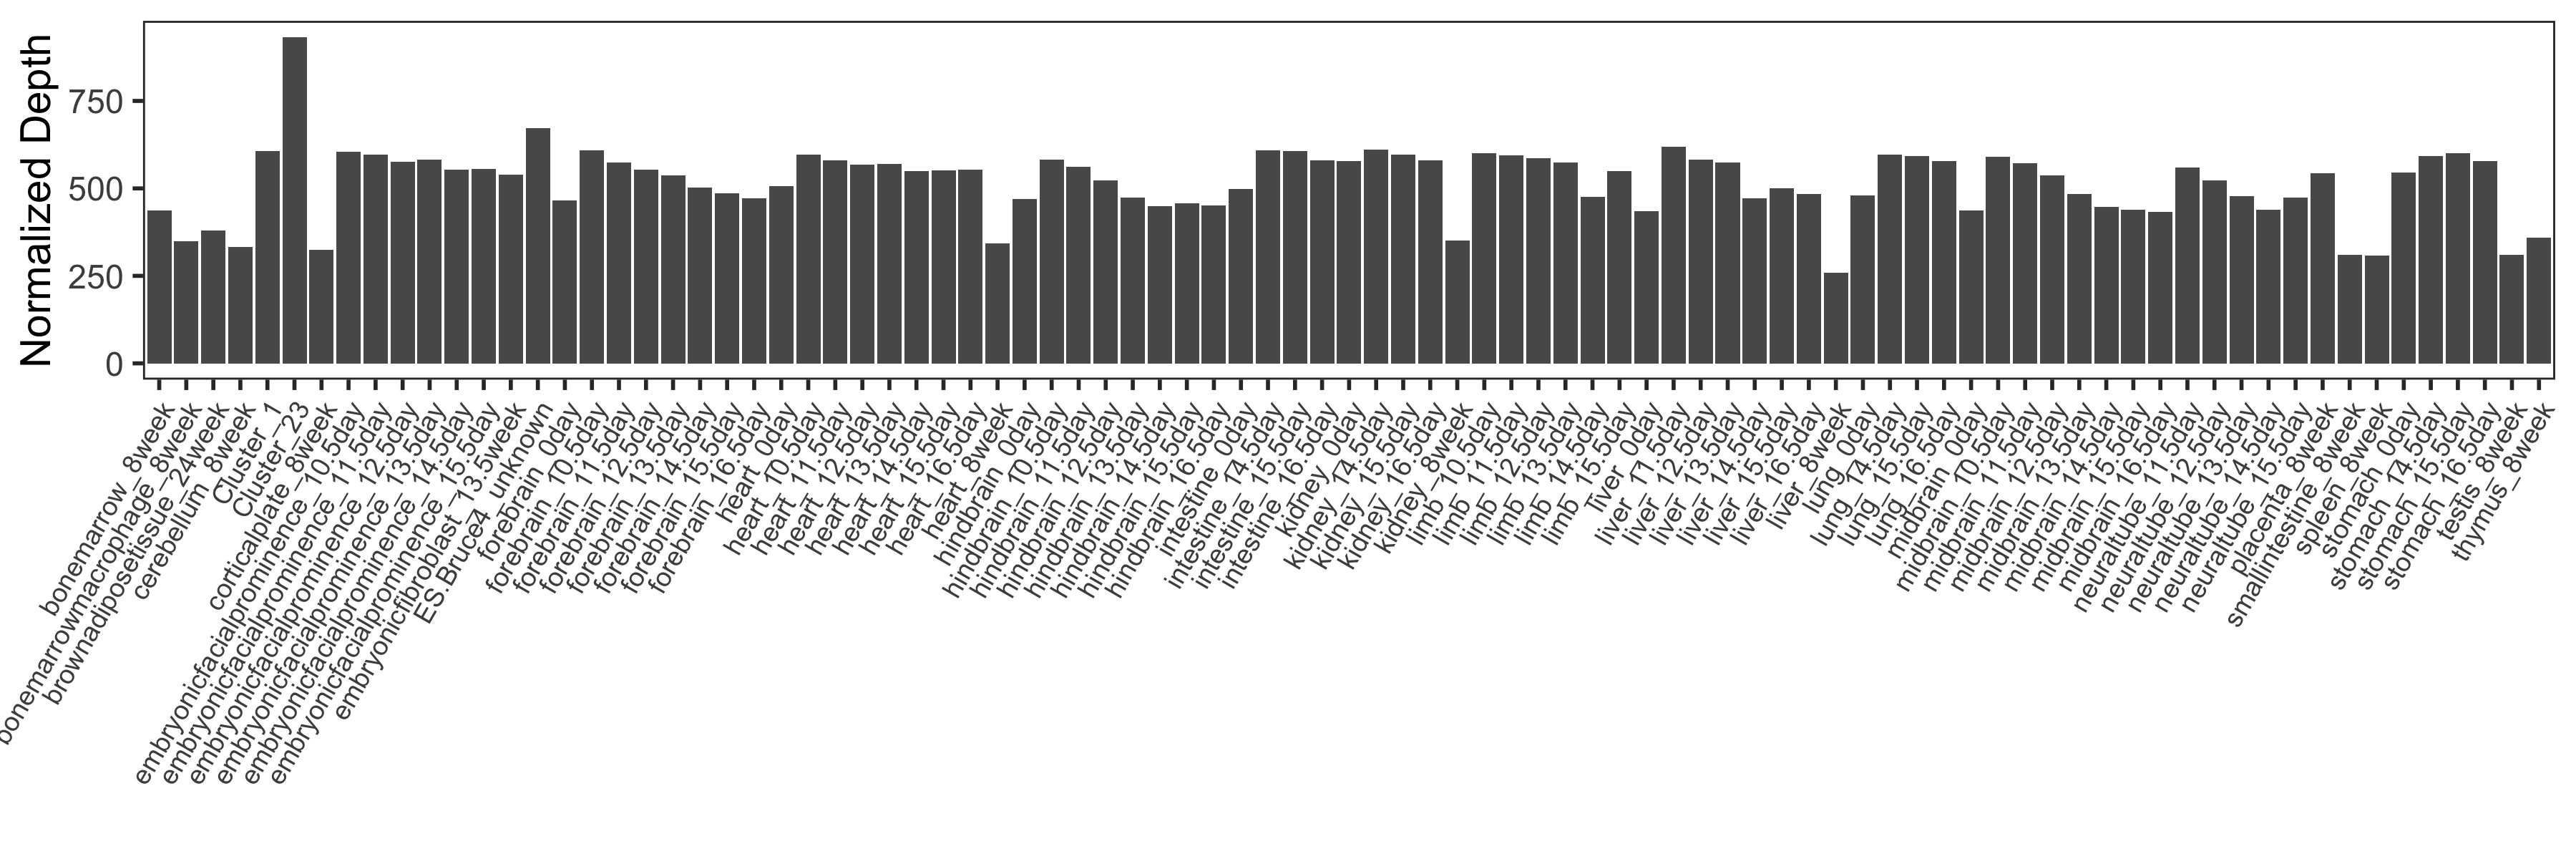 Normalized Depth
750
500
250
0
bonemarrow_8week
bonemarrowmacrophage_8week
brownadiposetissue_24week
cerebellum_8week
Cluster_1
Cluster_23
corticalplate_8week
embryonicfacialprominence_10.5day
embryonicfacialprominence_11.5day
embryonicfacialprominence_12.5day
embryonicfacialprominence_13.5day
embryonicfacialprominence_14.5day
embryonicfacialprominence_15.5day
embryonicfibroblast_13.5week
ES.Bruce4_unknown
forebrain_0day
forebrain_10.5day
forebrain_11.5day
forebrain_12.5day
forebrain_13.5day
forebrain_14.5day
forebrain_15.5day
forebrain_16.5day
heart_0day
heart_10.5day
heart_11.5day
heart_12.5day
heart_13.5day
heart_14.5day
heart_15.5day
heart_16.5day
heart_8week
hindbrain_0day
hindbrain_10.5day
hindbrain_11.5day
hindbrain_12.5day
hindbrain_13.5day
hindbrain_14.5day
hindbrain_15.5day
hindbrain_16.5day
intestine_0day
intestine_14.5day
intestine_15.5day
intestine_16.5day
kidney_0day
kidney_14.5day
kidney_15.5day
kidney_16.5day
kidney_8week
limb_10.5day
limb_11.5day
limb_12.5day
limb_13.5day
limb_14.5day
limb_15.5day
liver_0day
liver_11.5day
liver_12.5day
liver_13.5day
liver_14.5day
liver_15.5day
liver_16.5day
liver_8week
lung_0day
lung_14.5day
lung_15.5day
lung_16.5day
midbrain_0day
midbrain_10.5day
midbrain_11.5day
midbrain_12.5day
midbrain_13.5day
midbrain_14.5day
midbrain_15.5day
midbrain_16.5day
neuraltube_11.5day
neuraltube_12.5day
neuraltube_13.5day
neuraltube_14.5day
neuraltube_15.5day
placenta_8week
smallintestine_8week
spleen_8week
stomach_0day
stomach_14.5day
stomach_15.5day
stomach_16.5day
testis_8week
thymus_8week